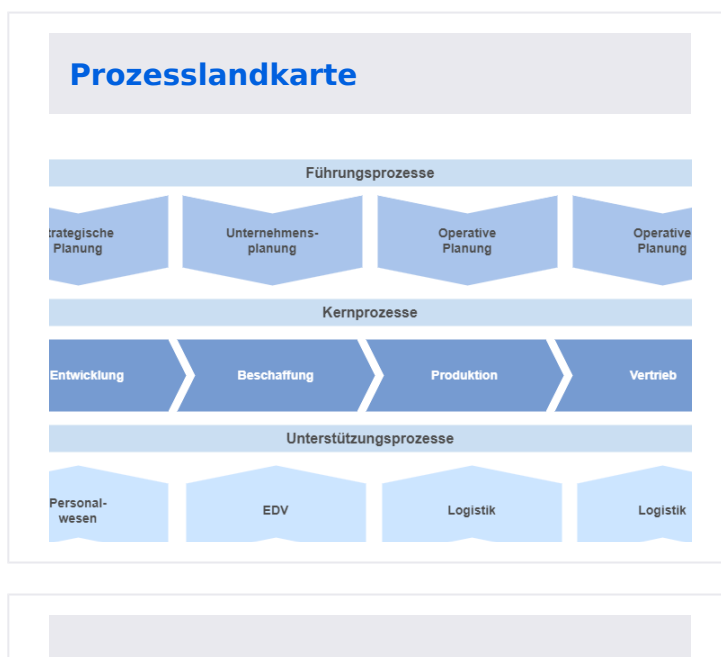 Prozesslandkarte
Führungsprozesse
trategische
Planung
Unternehmens-
planung
Operative
Planung
Operative
Planung
Kernprozesse
Entwicklung
Beschaffung
Produktion
Vertrieb
Unterstützungsprozesse
Personal-
wesen
EDV
Logistik
Logistik